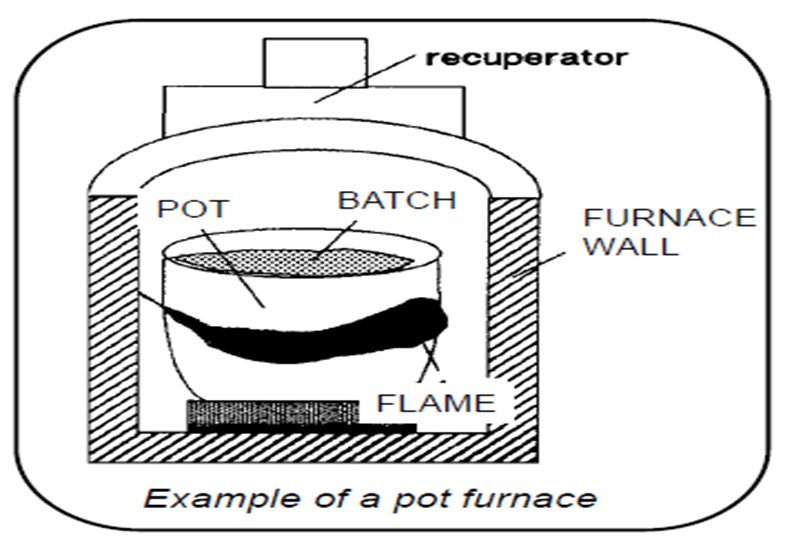 recuperator
POT
BATCH
FURNACE
WALL
FLAME
Example of a pot furnace